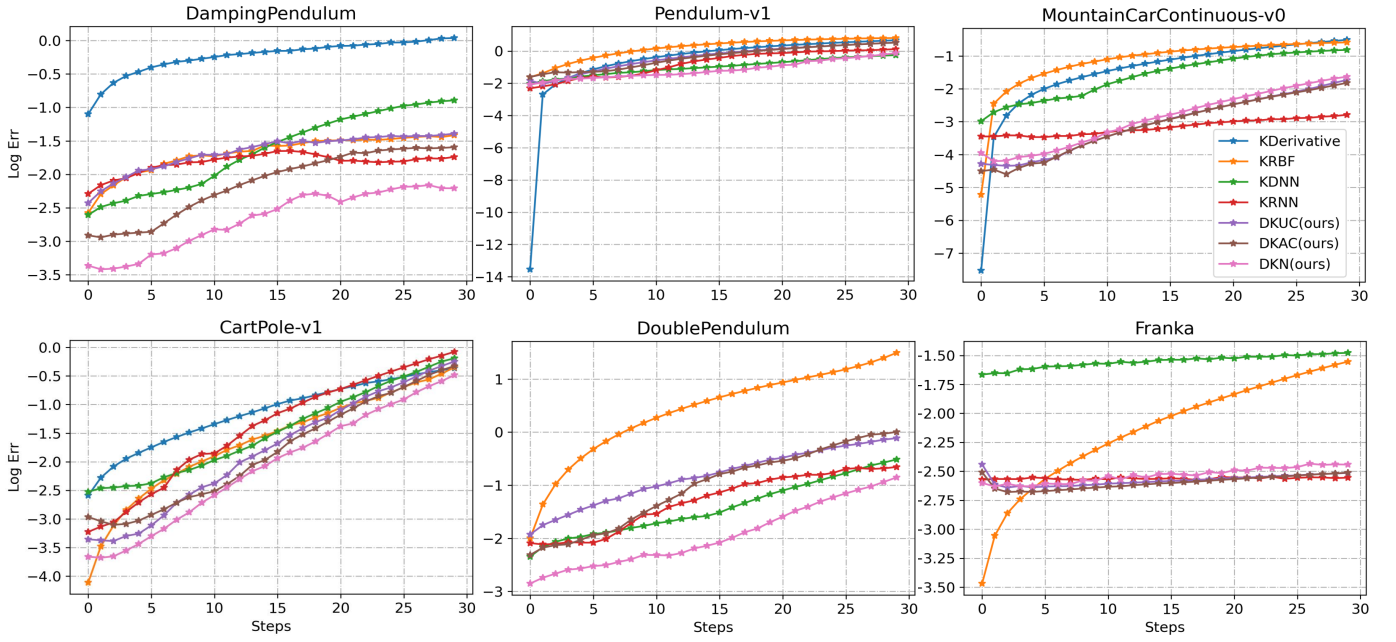 DampingPendulum
Pendulum-v1
MountainCarContinuous-v0
Log Err
0.0
−0.5
−1.0
−1.5
−2.0
−2.5
−3.0
−3.5
0 5 10 15 20 25 30
0
−2
−4
−6
−8
−10
−12
−14
0 5 10 15 20 25 30
−1
−2
−3
−4
−5
−6
−7
0 5 10 15 20 25 30
KDerivative
KRBF
KDNN
KRNN
DKUC(ours)
DKAC(ours)
DKN(ours)
CartPole-v1
DoublePendulum
Franka
Log Err
0.0
−0.5
−1.0
−1.5
−2.0
−2.5
−3.0
−3.5
−4.0
0 5 10 15 20 25 30
Steps
1
0
−1
−2
−3
0 5 10 15 20 25 30
Steps
−1.50
−1.75
−2.00
−2.25
−2.50
−2.75
−3.00
−3.25
−3.50
0 5 10 15 20 25 30
Steps